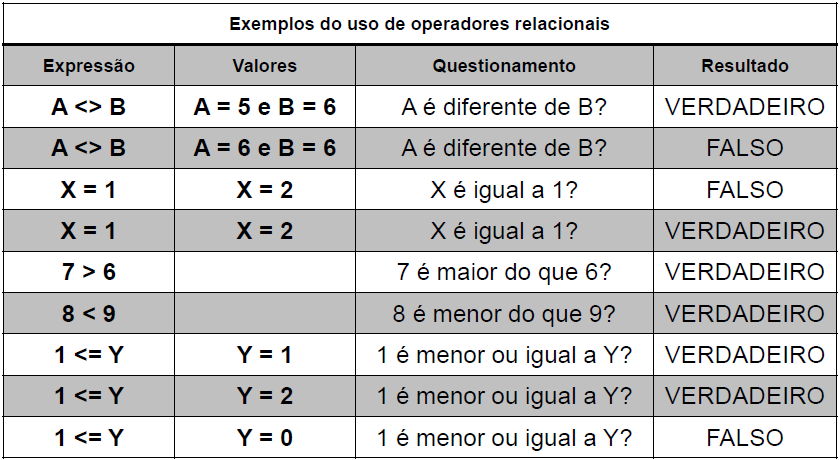 Exemplos do uso de operadores relacionais
Expressão Valores Questionamento Resultado
A <> B A = 5 e B = 6 A é diferente de B? VERDADEIRO
A <> B A = 6 e B = 6 A é diferente de B? FALSO
X = 1 X = 2 X é igual a 1? FALSO
X = 1 X = 2 X é igual a 1? VERDADEIRO
7 > 6 7 é maior do que 6? VERDADEIRO
8 < 9 8 é menor do que 9? VERDADEIRO
1 <= Y Y = 1 1 é menor ou igual a Y? VERDADEIRO
1 <= Y Y = 2 1 é menor ou igual a Y? VERDADEIRO
1 <= Y Y = 0 1 é menor ou igual a Y? FALSO